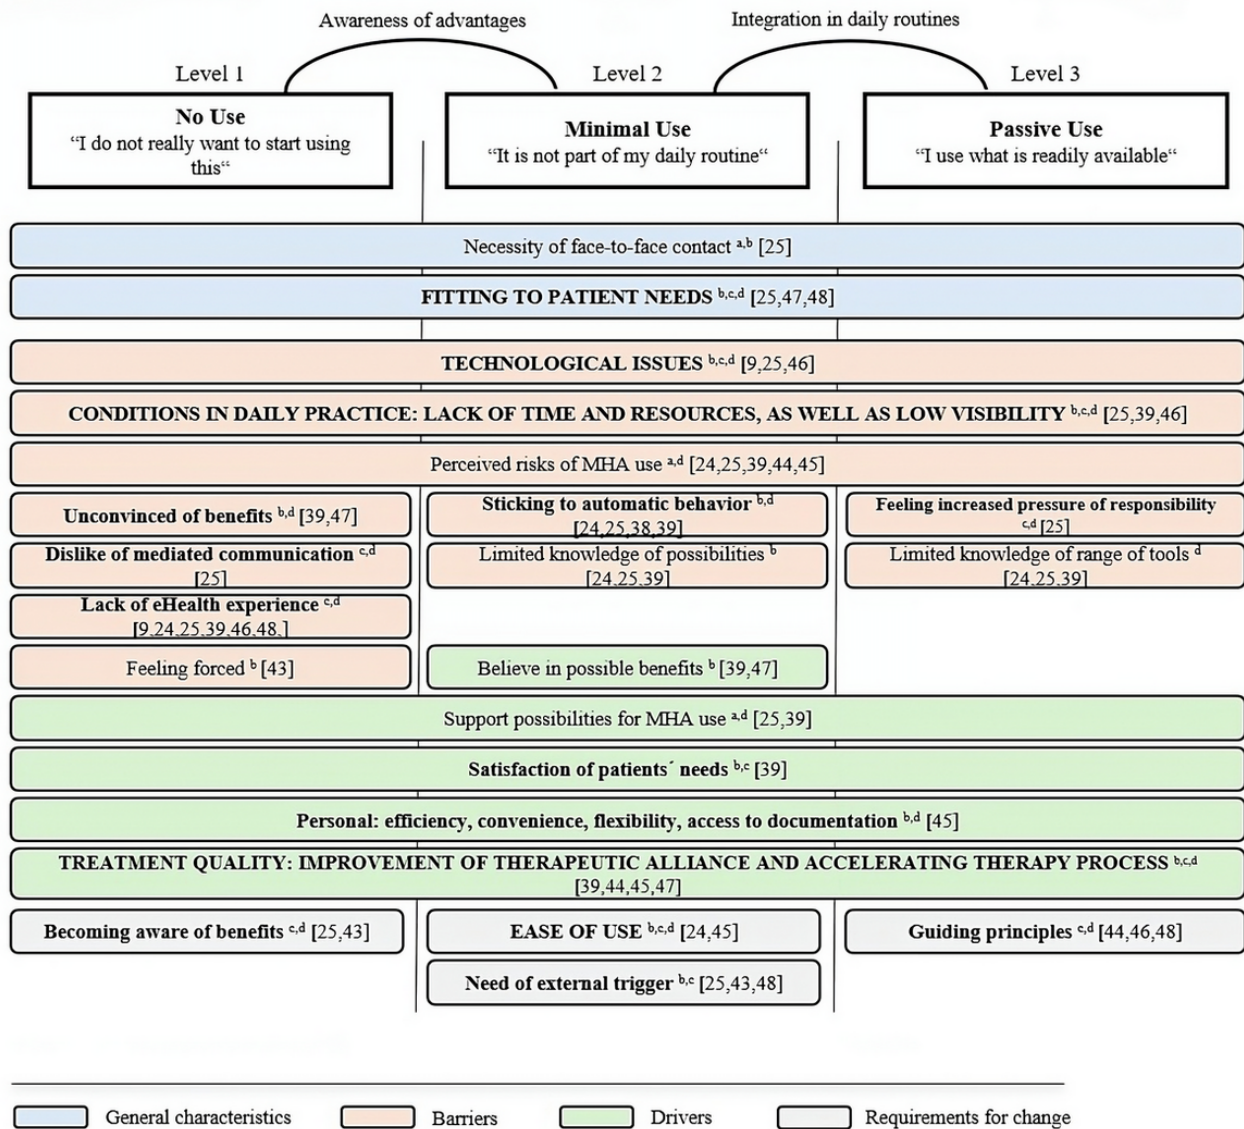 Awareness of advantages
Integration in daily routines
Level 1
Level 2
Level 3
No Use
“I do not really want to start using
this“
Minimal Use
“It is not part of my daily routine“
Passive Use
“I use what is readily available“
Necessity of face-to-face contact a,b [25]
FITTING TO PATIENT NEEDS b,c,d [25,47,48]
TECHNOLOGICAL ISSUES b,c,d [9,25,46]
CONDITIONS IN DAILY PRACTICE: LACK OF TIME AND RESOURCES, AS WELL AS LOW VISIBILITY b,c,d [25,39,46]
Perceived risks of MHA use a,d [24,25,39,44,45]
Unconvinced of benefits b,d [39,47]
Sticking to automatic behavior b,d
[24,25,38,39]
Feeling increased pressure of responsibility
c,d [25]
Dislike of mediated communication c,d
[25]
Limited knowledge of possibilities b
[24,25,39]
Limited knowledge of range of tools d
[24,25,39]
Lack of eHealth experience c,d
[9,24,25,39,46,48,]
Feeling forced b [43]
Believe in possible benefits b [39,47]
Support possibilities for MHA use a,d [25,39]
Satisfaction of patients´ needs b,c [39]
Personal: efficiency, convenience, flexibility, access to documentation b,d [45]
TREATMENT QUALITY: IMPROVEMENT OF THERAPEUTIC ALLIANCE AND ACCELERATING THERAPY PROCESS b,c,d
[39,44,45,47]
Becoming aware of benefits c,d [25,43]
EASE OF USE b,c,d [24,45]
Guiding principles c,d [44,46,48]
Need of external trigger b,c [25,43,48]
General characteristics
Barriers
Drivers
Requirements for change